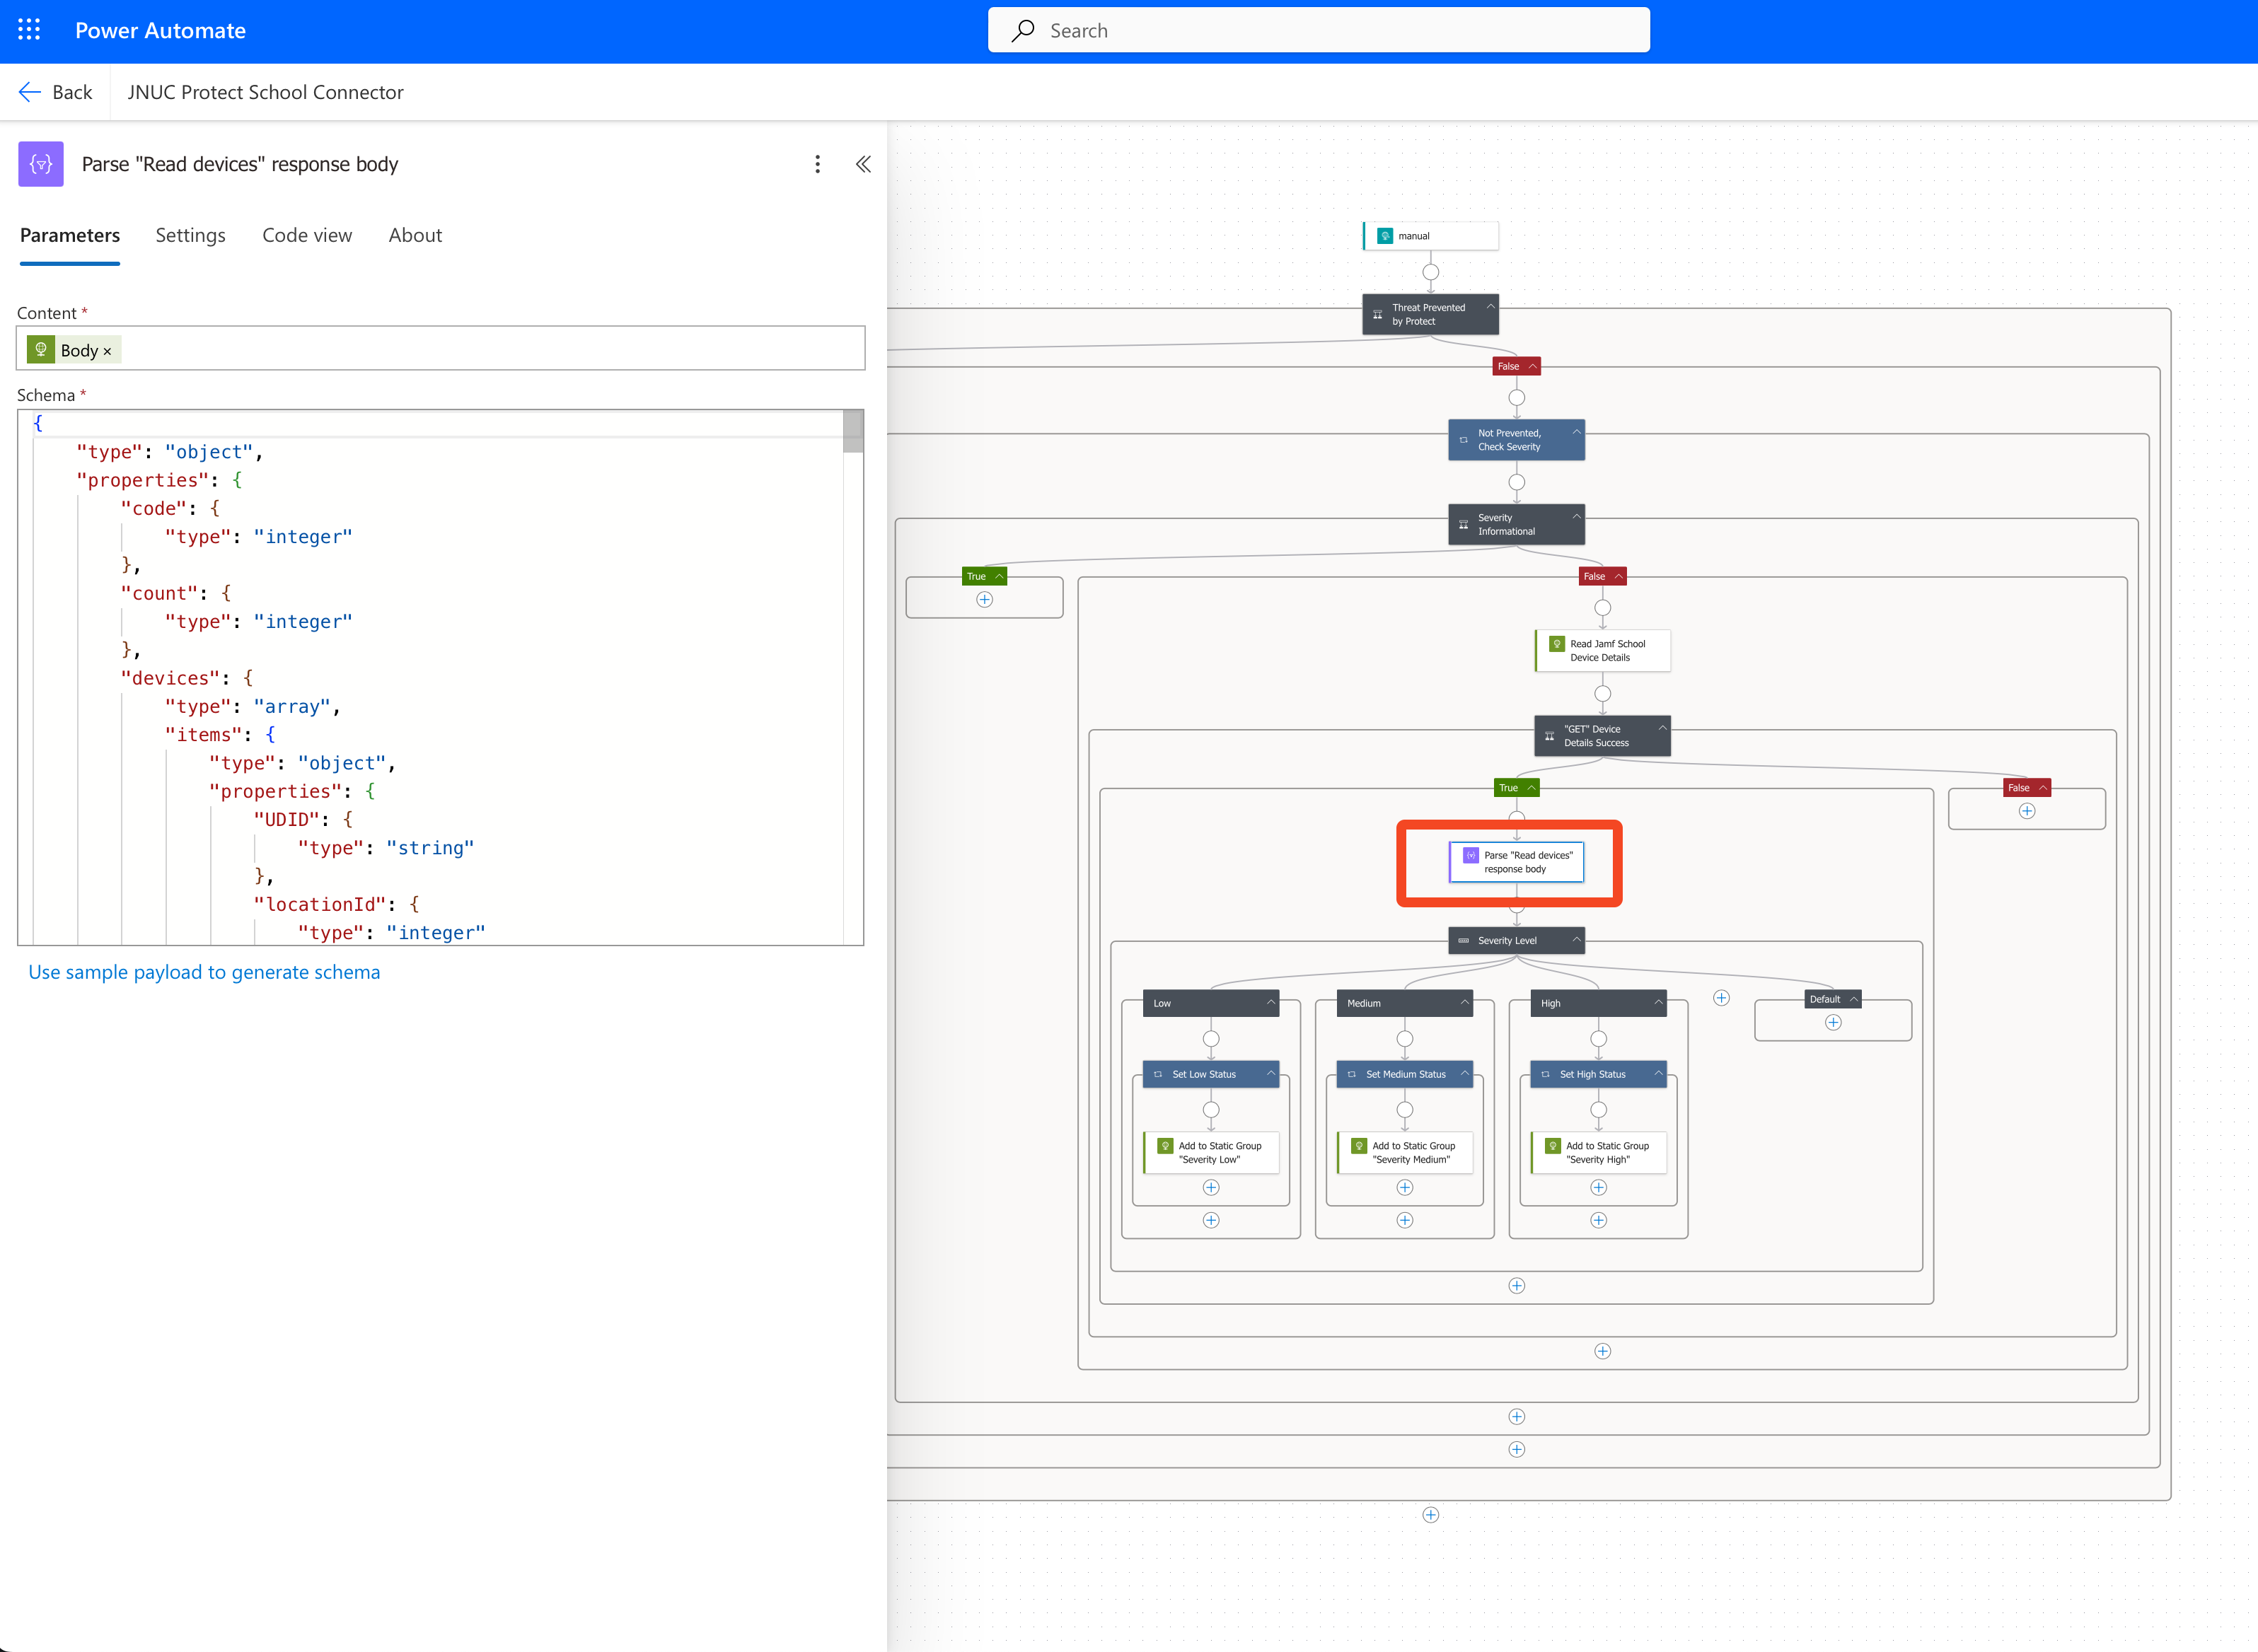 Power Automate
Search
Back
JNUC Protect School Connector
Parse "Read devices" response body
Parameters
Settings
Code view
About
Content *
Body ×
Schema *
{
"type": "object",
"properties": {
"code": {
"type": "integer"
},
"count": {
"type": "integer"
},
"devices": {
"type": "array",
"items": {
"type": "object",
"properties": {
"UDID": {
"type": "string"
},
"locationId": {
"type": "integer"
Use sample payload to generate schema
manual
Threat Prevented
by Protect
False
Not Prevented,
Check Severity
Severity
Informational
True
False
Read Jamf School
Device Details
"GET" Device
Details Success
True
False
Parse "Read devices"
response body
Severity Level
Low
Medium
High
Default
Set Low Status
Set Medium Status
Set High Status
Add to Static Group
"Severity Low"
Add to Static Group
"Severity Medium"
Add to Static Group
"Severity High"